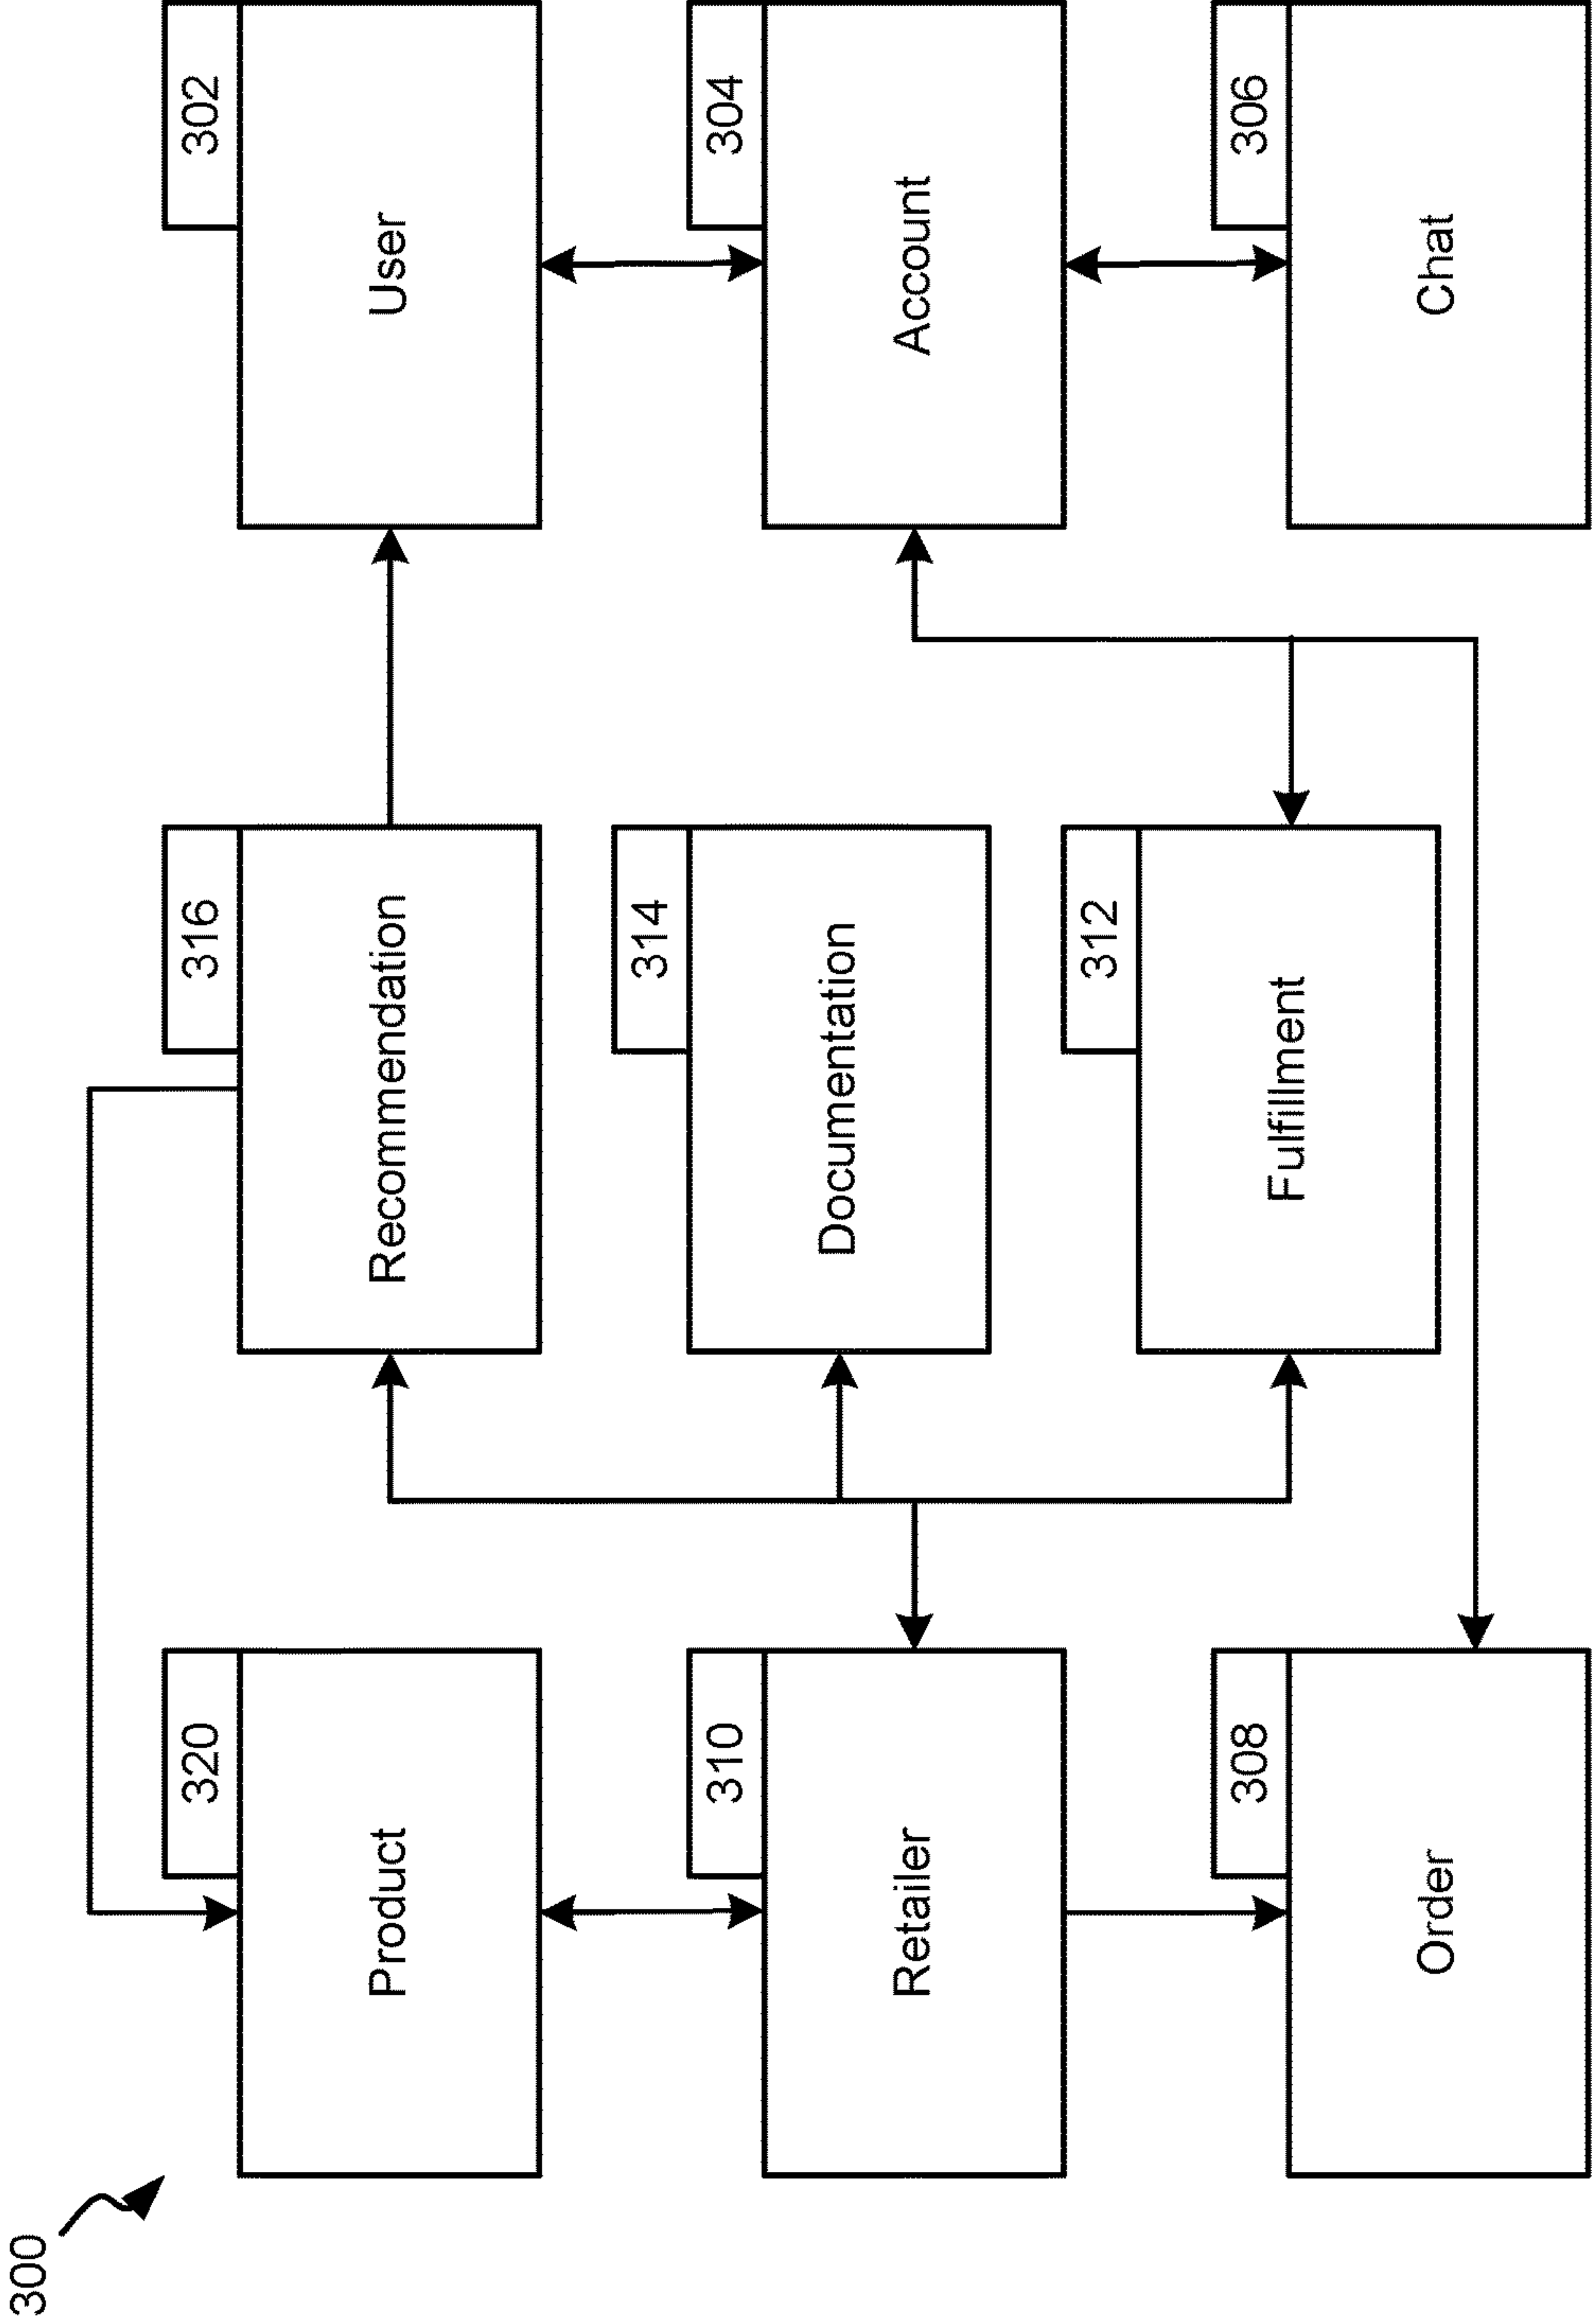 300
320
Product
316
Recommendation
302
User
310
Retailer
314
Documentation
304
Account
308
Order
312
Fulfillment
306
Chat